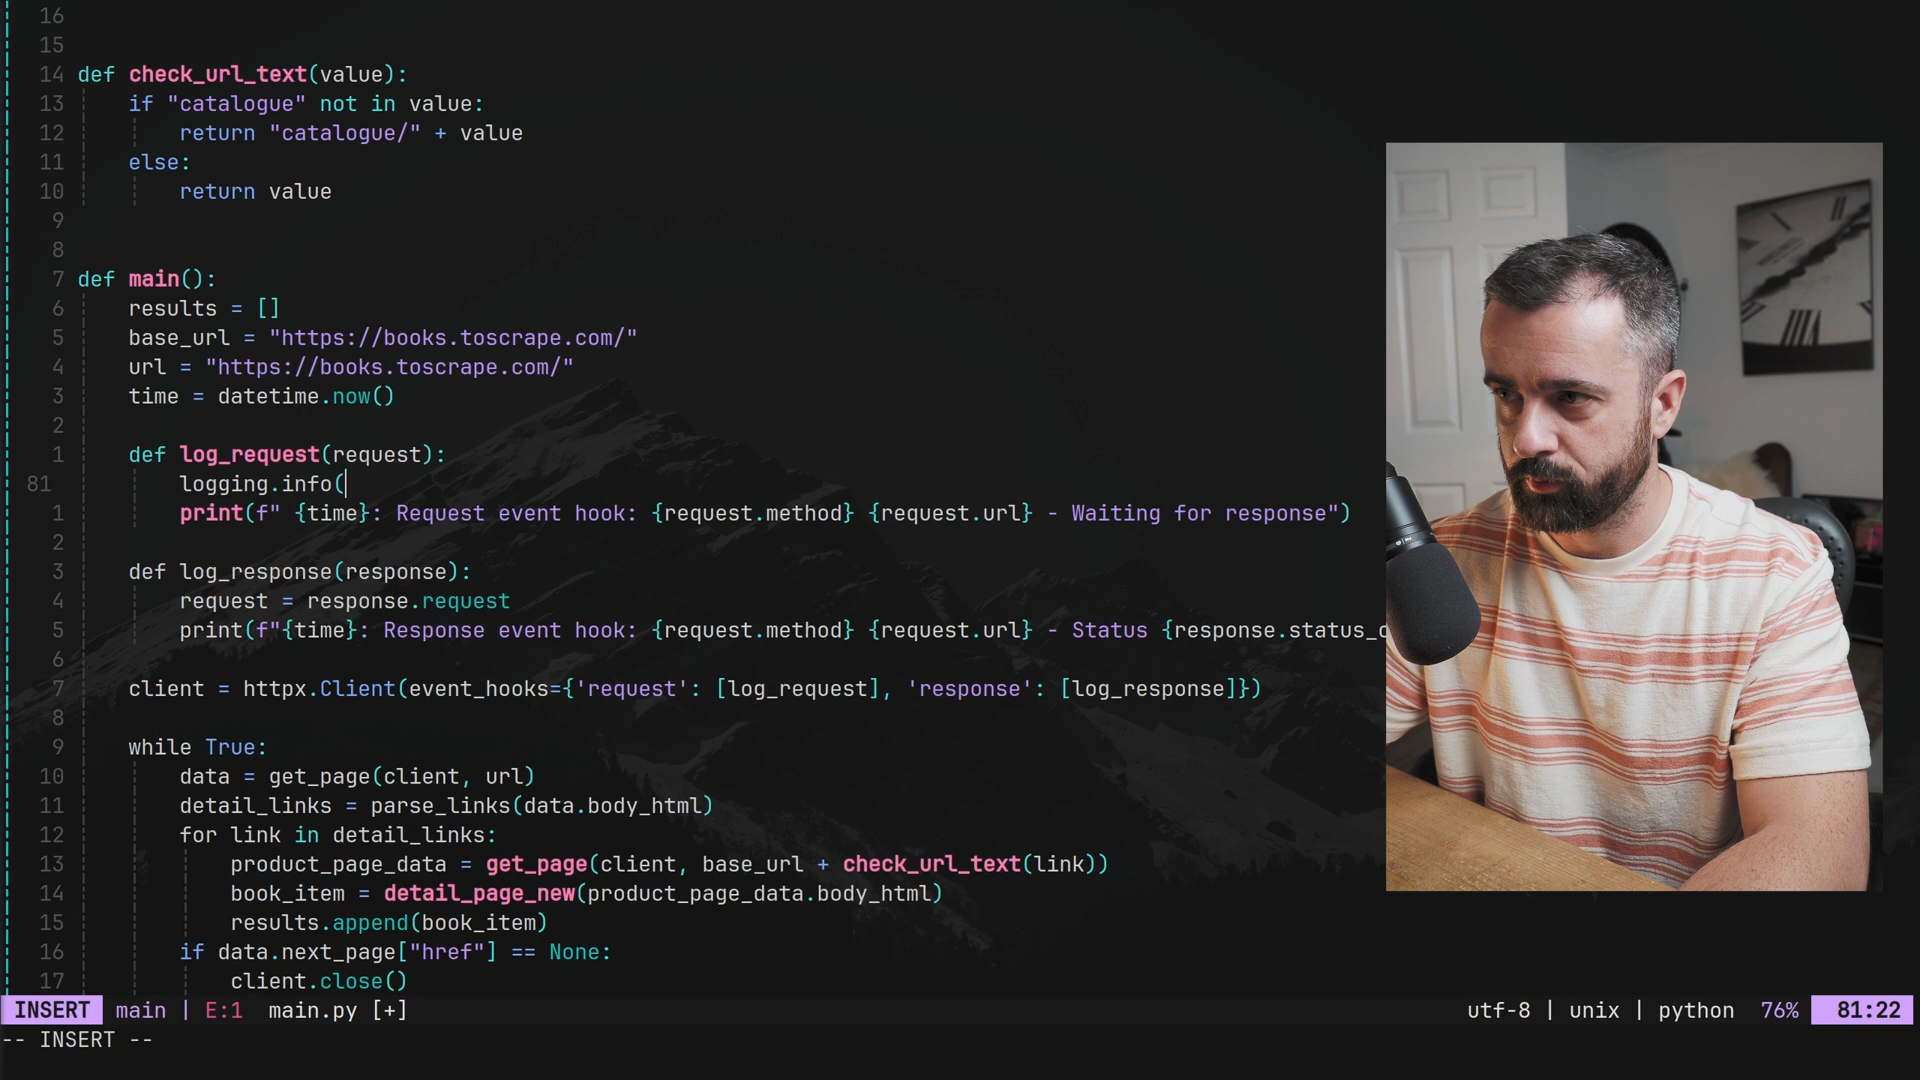 16
15
14 def check_url_text(value):
13 if "catalogue" not in value:
12 return "catalogue/" + value
11 else:
10 return value
9
8
7 def main():
6 results = []
5 base_url = "https://books.toscrape.com/"
4 url = "https://books.toscrape.com/"
3 time = datetime.now()
2
1 def log_request(request):
81 logging.info(
1 print(f" {time}: Request event hook: {request.method} {request.url} - Waiting for response")
2
3 def log_response(response):
4 request = response.request
5 print(f"{time}: Response event hook: {request.method} {request.url} - Status {response.status_c
6
7 client = httpx.Client(event_hooks={'request': [log_request], 'response': [log_response]})
8
9 while True:
10 data = get_page(client, url)
11 detail_links = parse_links(data.body_html)
12 for link in detail_links:
13 product_page_data = get_page(client, base_url + check_url_text(link))
14 book_item = detail_page_new(product_page_data.body_html)
15 results.append(book_item)
16 if data.next_page["href"] == None:
17 client.close()
INSERT main | E:1 main.py [+] utf-8 | unix | python 76% 81:22
-- INSERT --